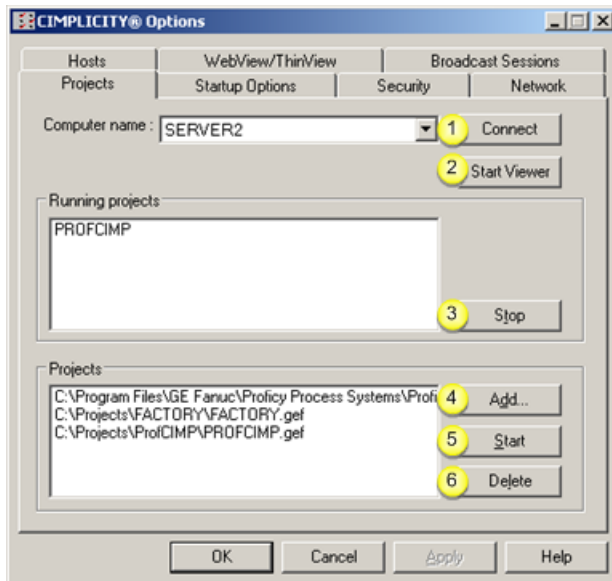 CIMPLICITY® Options
Hosts WebView/ThinView Broadcast Sessions
Projects Startup Options Security Network
Computer name : SERVER2 1 Connect
2 Start Viewer
Running projects
PROFCIMP
3 Stop
Projects
C:\Program Files\GE Fanuc\Proficy Process Systems\Profi 4 Add...
C:\Projects\FACTORY\FACTORY.gef
C:\Projects\ProfCIMP\PROFCIMP.gef 5 Start
6 Delete
OK Cancel Apply Help